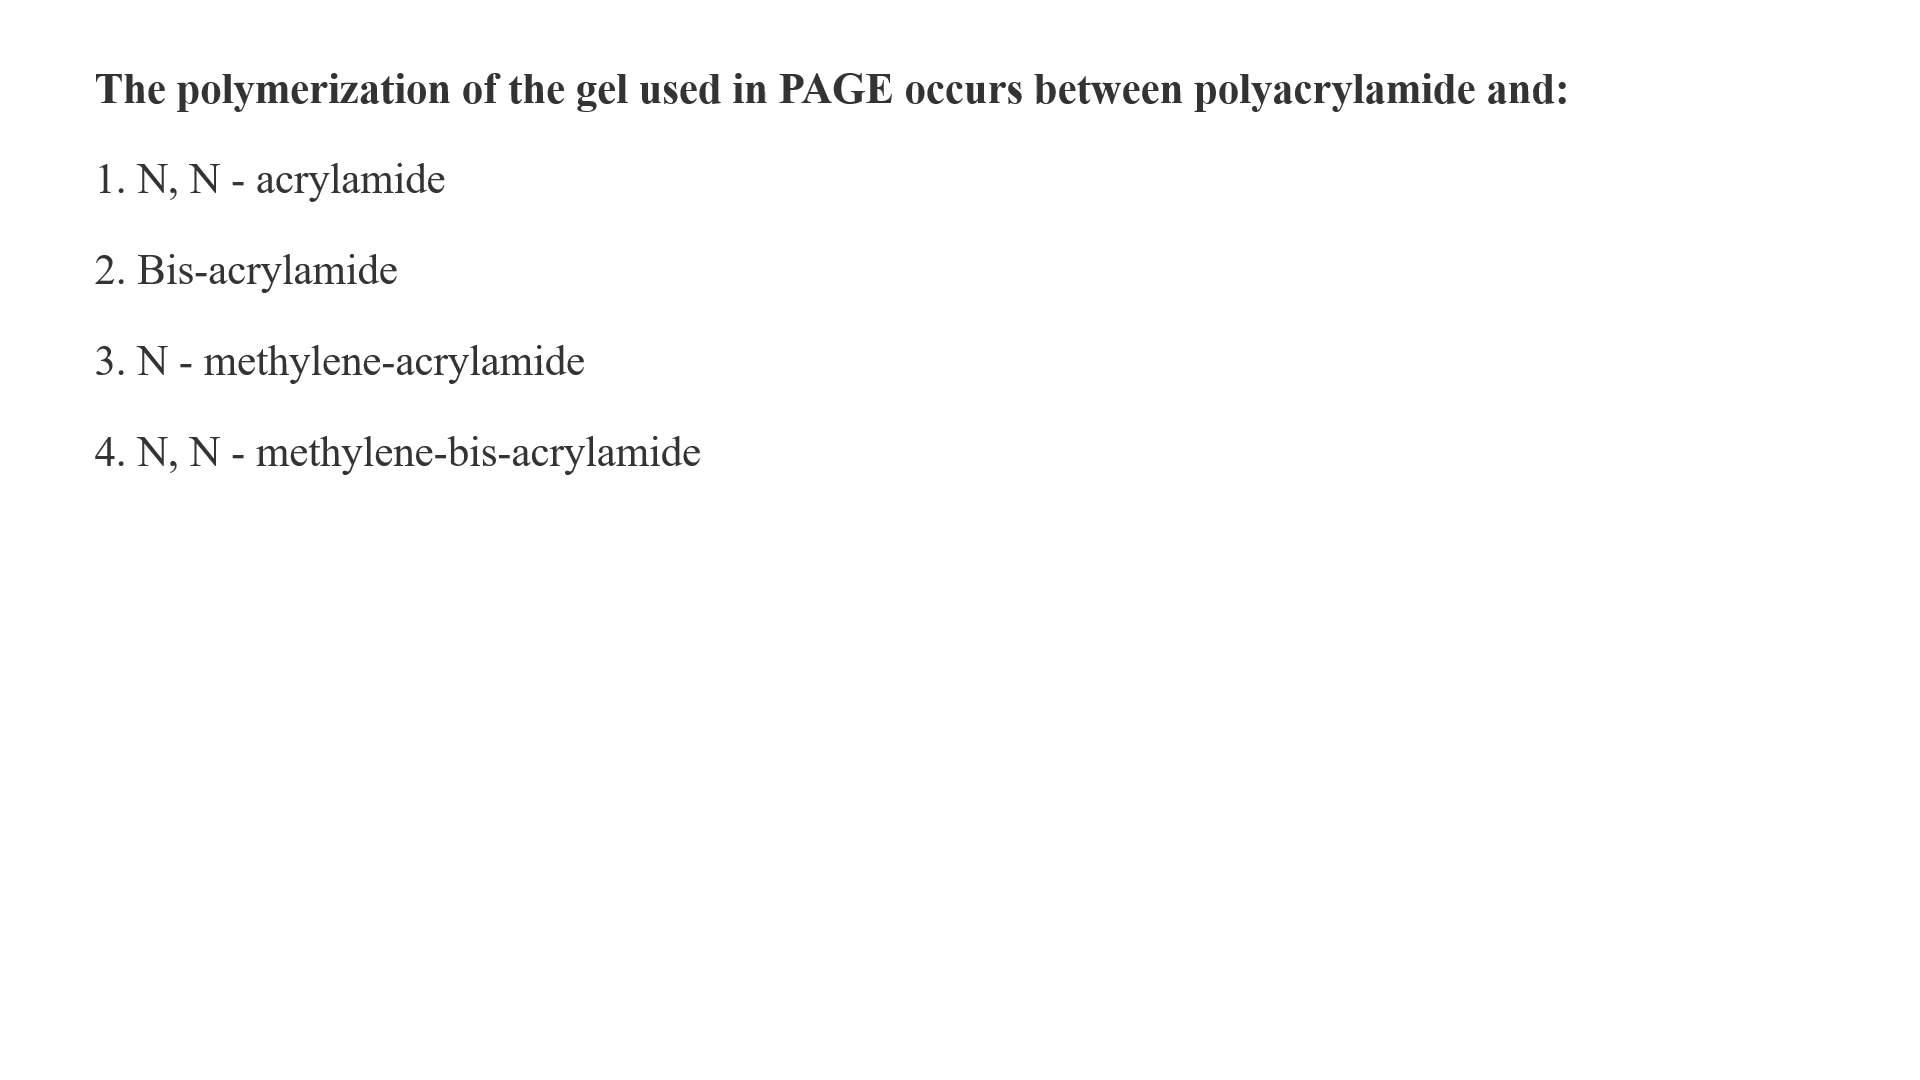 The polymerization of the gel used in PAGE occurs between polyacrylamide and:
1. N, N - acrylamide
2. Bis-acrylamide
3. N - methylene-acrylamide
4. N, N - methylene-bis-acrylamide